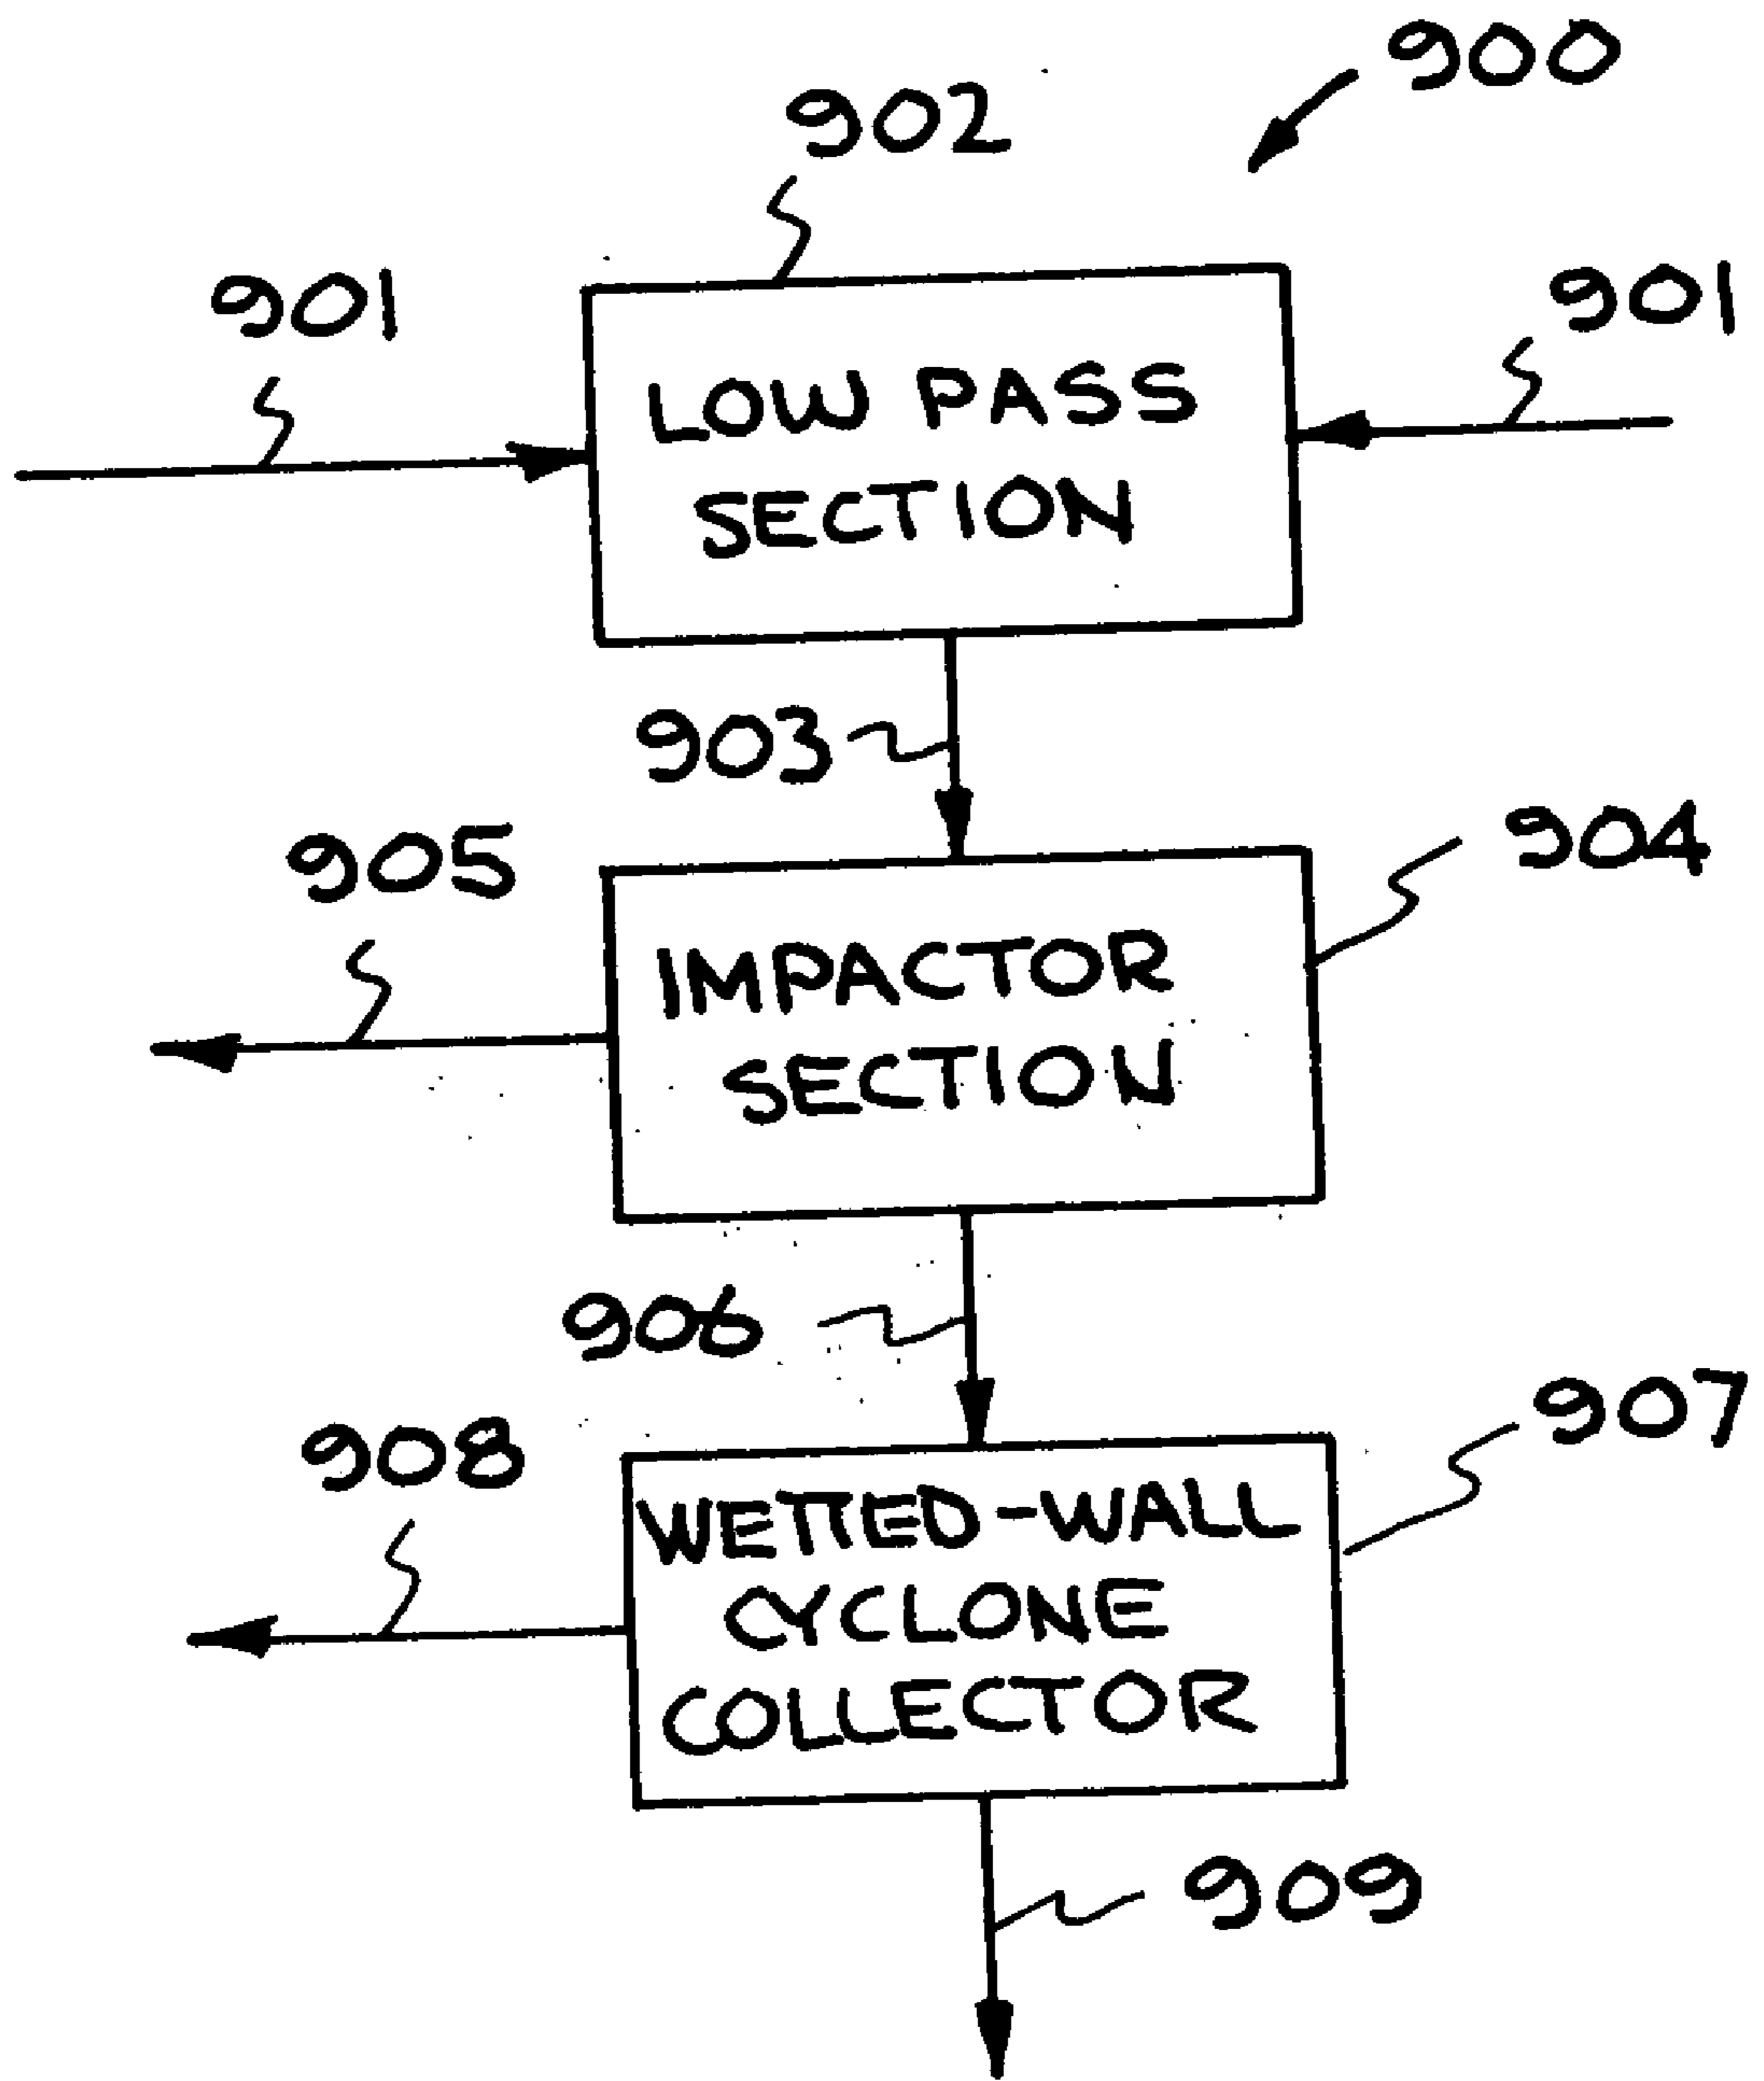 900
902
901
901
LOW PASS
SECTION
903
904
905
IMPACTOR
SECTION
906
907
908
WETTED-WALL
CYCLONE
COLLECTOR
909